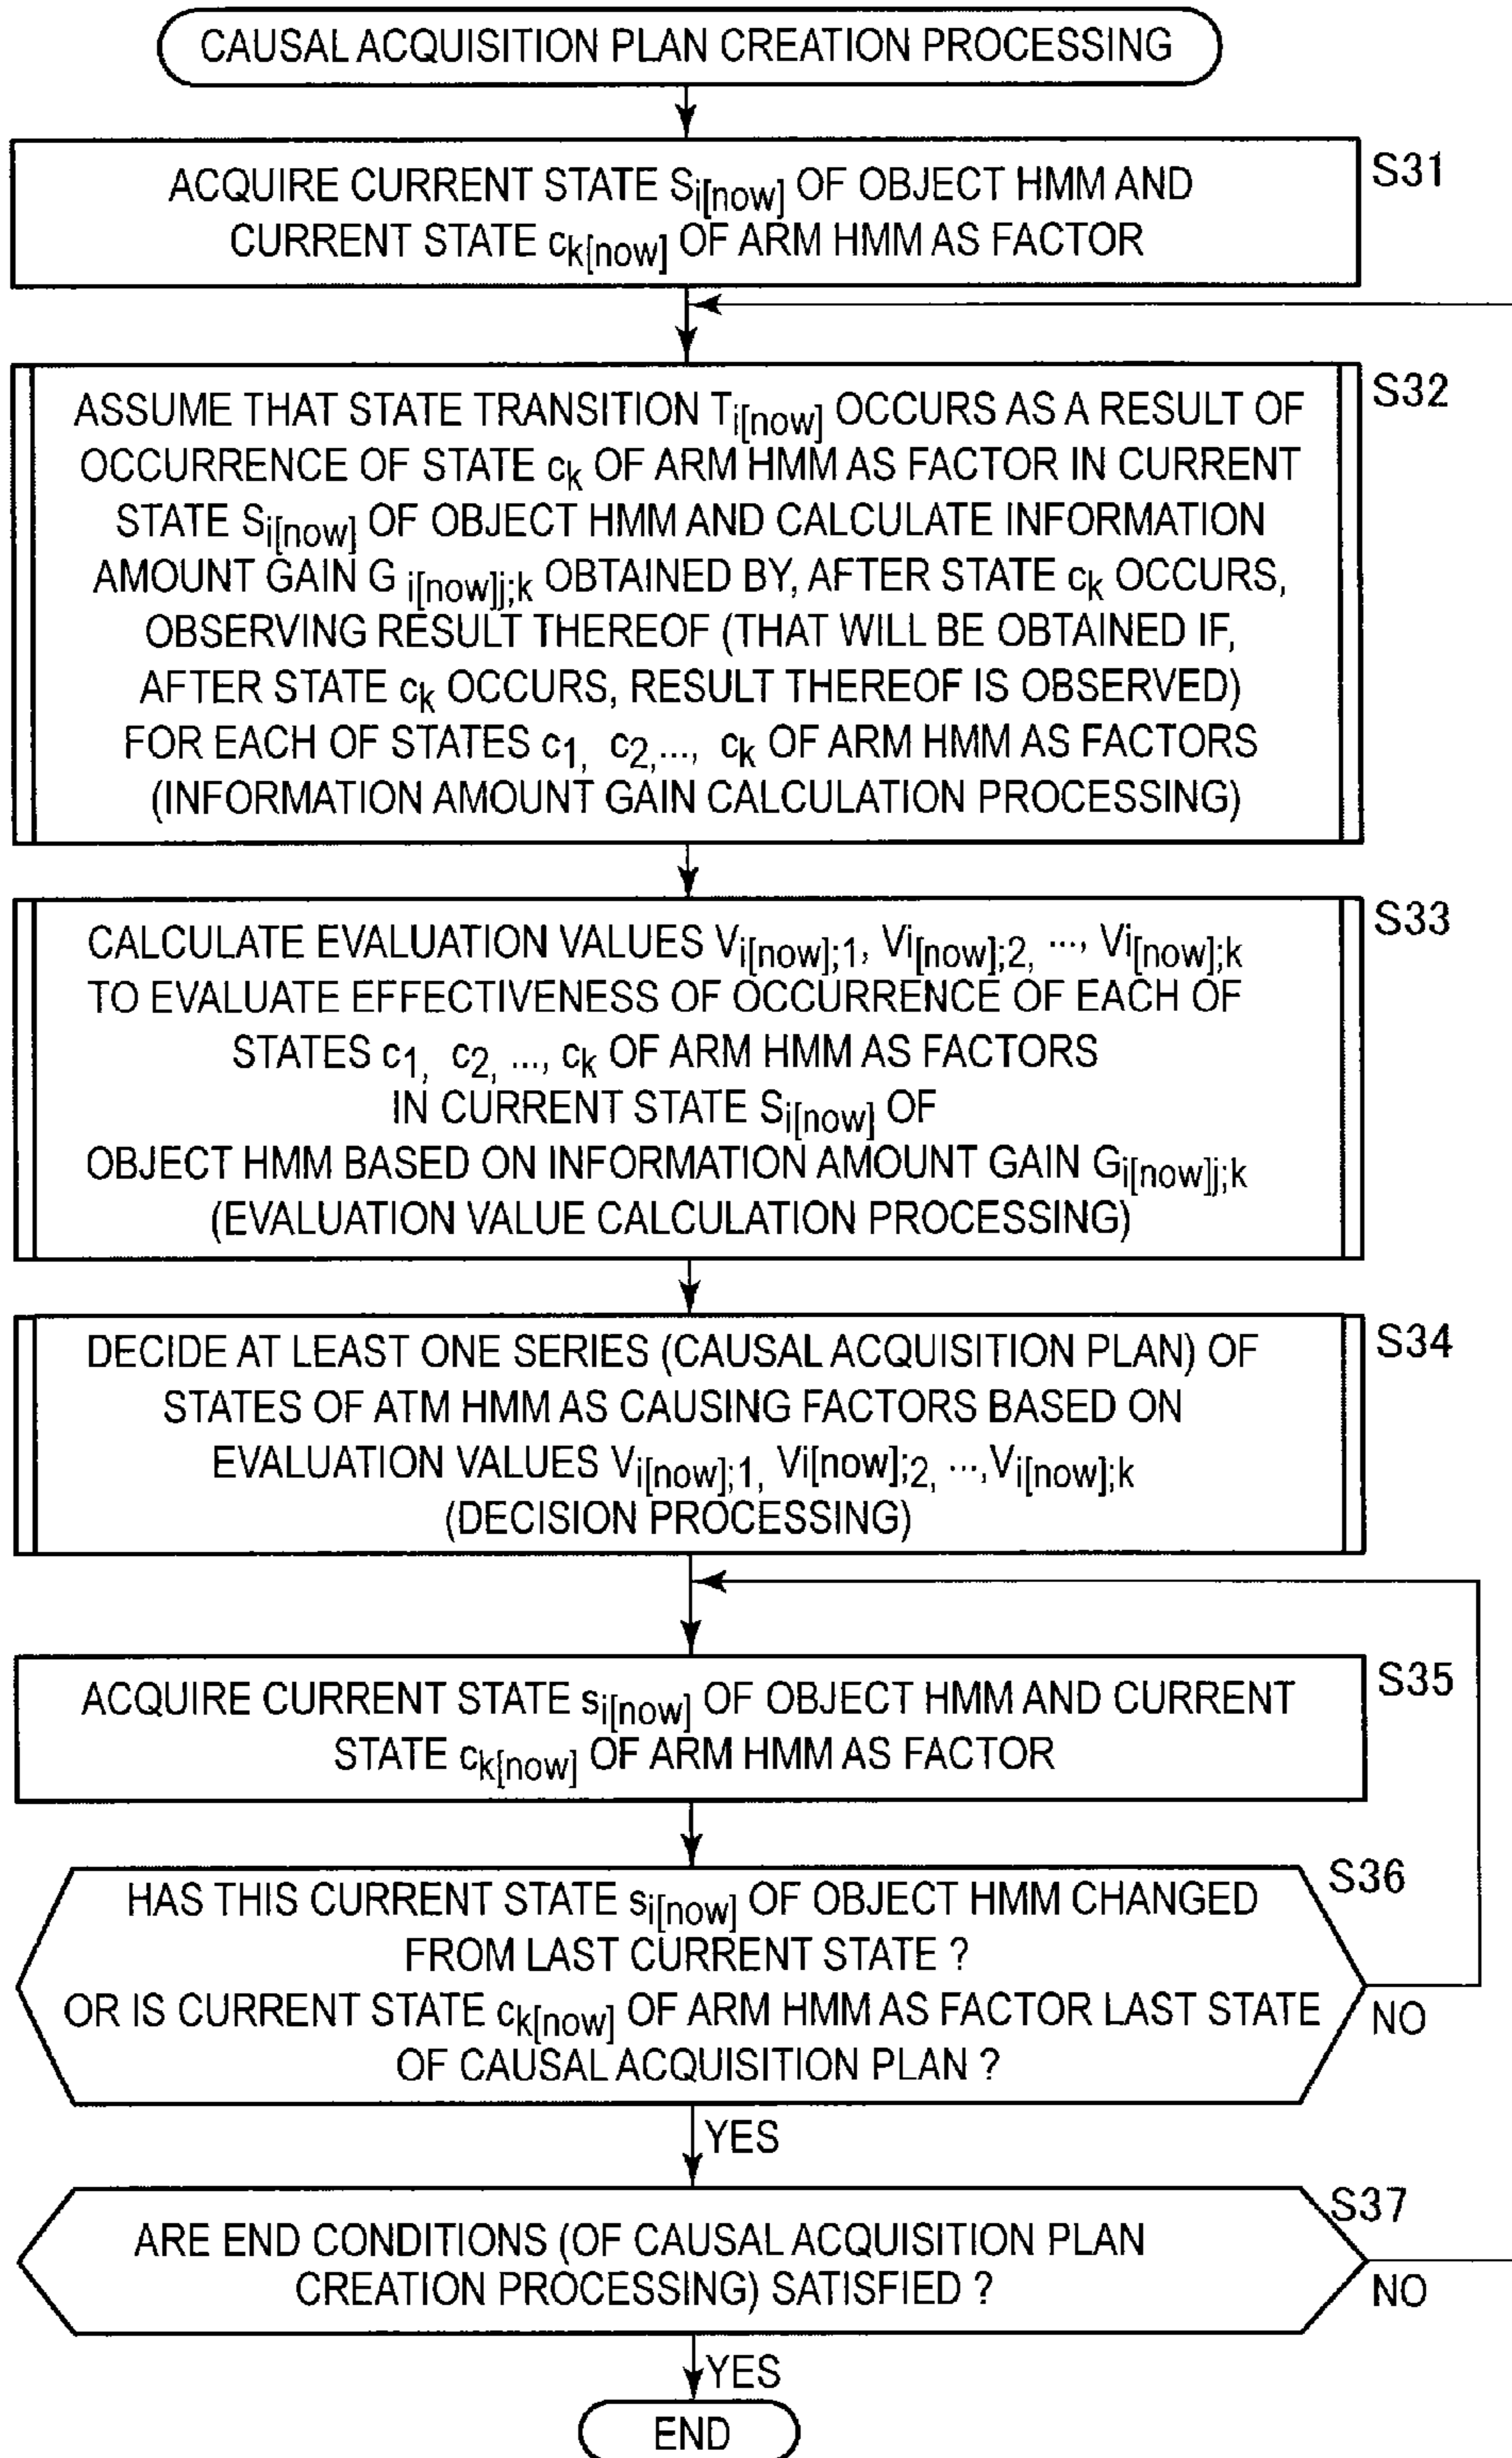 CAUSAL ACQUISITION PLAN CREATION PROCESSING
S31
ACQUIRE CURRENT STATE Si[now] OF OBJECT HMM AND
CURRENT STATE ck[now] OF ARM HMM AS FACTOR
S32
ASSUME THAT STATE TRANSITION Ti[now] OCCURS AS A RESULT OF
OCCURRENCE OF STATE ck OF ARM HMM AS FACTOR IN CURRENT
STATE Si[now] OF OBJECT HMM AND CALCULATE INFORMATION
AMOUNT GAIN G i[now]j;k OBTAINED BY, AFTER STATE ck OCCURS,
OBSERVING RESULT THEREOF (THAT WILL BE OBTAINED IF,
AFTER STATE ck OCCURS, RESULT THEREOF IS OBSERVED)
FOR EACH OF STATES c1, c2,..., ck OF ARM HMM AS FACTORS
(INFORMATION AMOUNT GAIN CALCULATION PROCESSING)
S33
CALCULATE EVALUATION VALUES Vi[now];1, Vi[now];2, ..., Vi[now];k
TO EVALUATE EFFECTIVENESS OF OCCURRENCE OF EACH OF
STATES c1, c2, ..., ck OF ARM HMM AS FACTORS
IN CURRENT STATE Si[now] OF
OBJECT HMM BASED ON INFORMATION AMOUNT GAIN Gi[now]j;k
(EVALUATION VALUE CALCULATION PROCESSING)
S34
DECIDE AT LEAST ONE SERIES (CAUSAL ACQUISITION PLAN) OF
STATES OF ATM HMM AS CAUSING FACTORS BASED ON
EVALUATION VALUES Vi[now];1, Vi[now];2, ...,Vi[now];k
(DECISION PROCESSING)
S35
ACQUIRE CURRENT STATE si[now] OF OBJECT HMM AND CURRENT
STATE ck[now] OF ARM HMM AS FACTOR
S36
HAS THIS CURRENT STATE si[now] OF OBJECT HMM CHANGED
FROM LAST CURRENT STATE ?
OR IS CURRENT STATE ck[now] OF ARM HMM AS FACTOR LAST STATE
OF CAUSAL ACQUISITION PLAN ?
NO
YES
S37
ARE END CONDITIONS (OF CAUSAL ACQUISITION PLAN
CREATION PROCESSING) SATISFIED ?
NO
YES
END